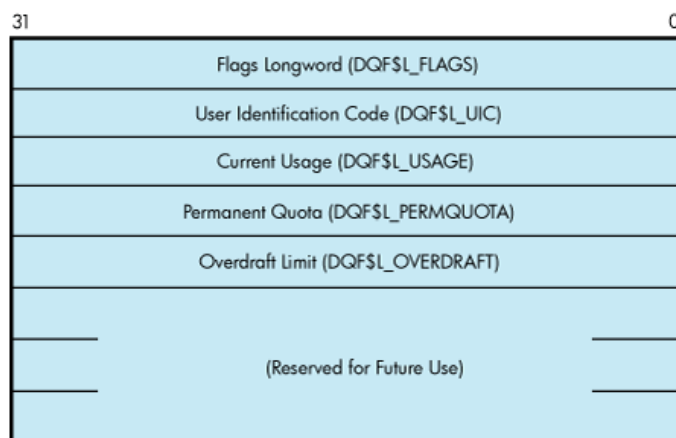 31 0
Flags Longword (DQF$L_FLAGS)
User Identification Code (DQF$L_UIC)
Current Usage (DQF$L_USAGE)
Permanent Quota (DQF$L_PERMQUOTA)
Overdraft Limit (DQF$L_OVERDRAFT)
(Reserved for Future Use)